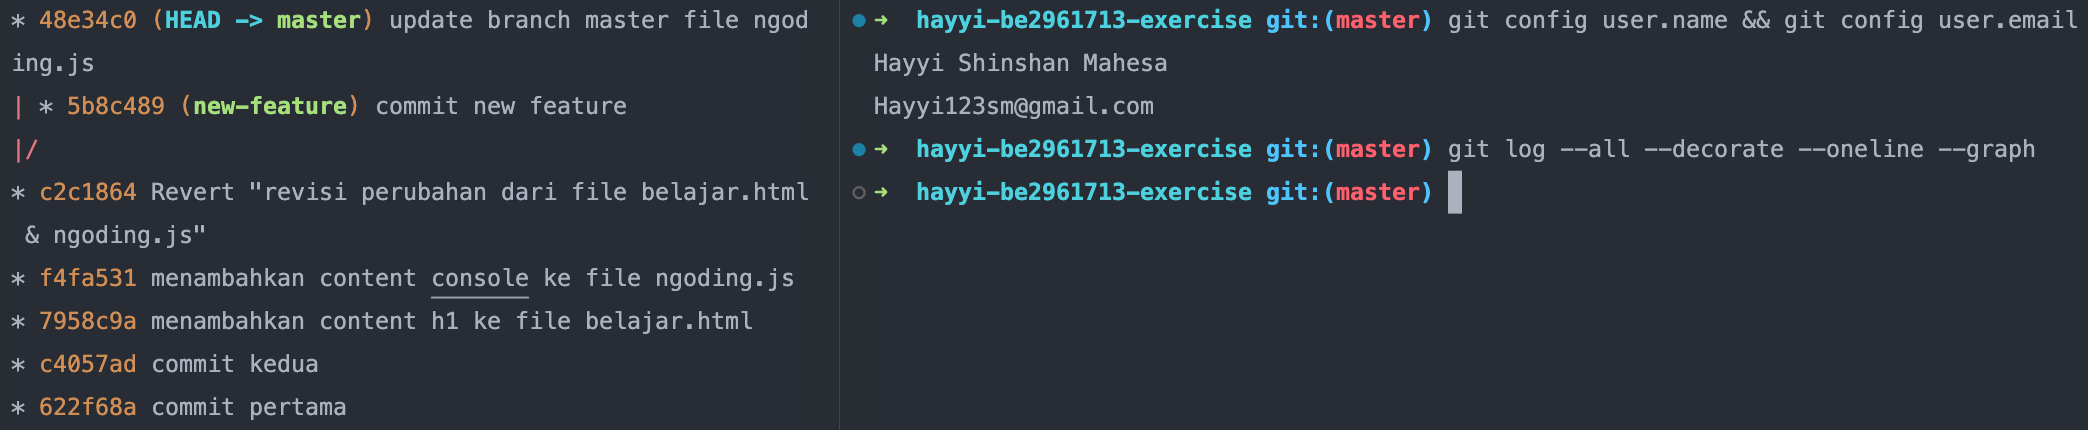 * 48e34c0 (HEAD -> master) update branch master file ngod
ing.js
| * 5b8c489 (new-feature) commit new feature
|/
* c2c1864 Revert "revisi perubahan dari file belajar.html
 & ngoding.js"
* f4fa531 menambahkan content console ke file ngoding.js
* 7958c9a menambahkan content h1 ke file belajar.html
* c4057ad commit kedua
* 622f68a commit pertama
➜  hayyi-be2961713-exercise git:(master) git config user.name && git config user.email
Hayyi Shinshan Mahesa
Hayyi123sm@gmail.com
➜  hayyi-be2961713-exercise git:(master) git log --all --decorate --oneline --graph
➜  hayyi-be2961713-exercise git:(master)